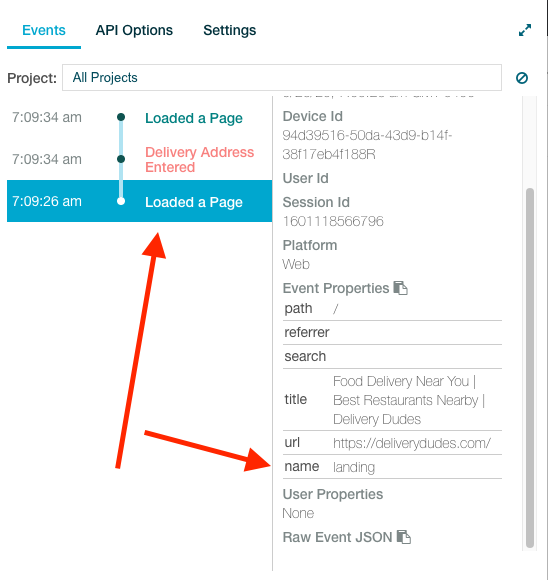 Events
API Options
Settings
Project:
All Projects
7:09:34 am
Loaded a Page
7:09:34 am
Delivery Address
Entered
7:09:26 am
Loaded a Page
Device Id
94d39516-50da-43d9-b14f-
38f17eb4f188R
User Id
Session Id
1601118566796
Platform
Web
Event Properties
path /
referrer
search
title Food Delivery Near You |
Best Restaurants Nearby |
Delivery Dudes
url https://deliverydudes.com/
name landing
User Properties
None
Raw Event JSON